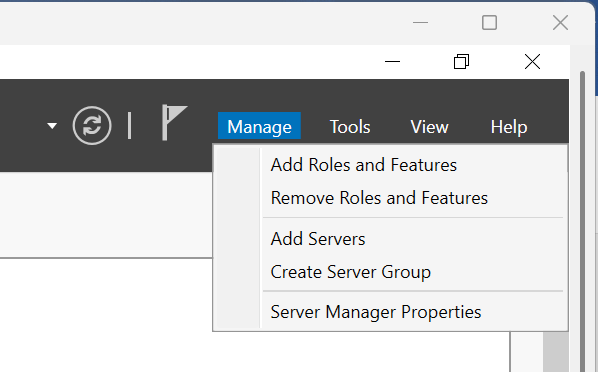 Manage Tools View Help
Add Roles and Features
Remove Roles and Features
Add Servers
Create Server Group
Server Manager Properties